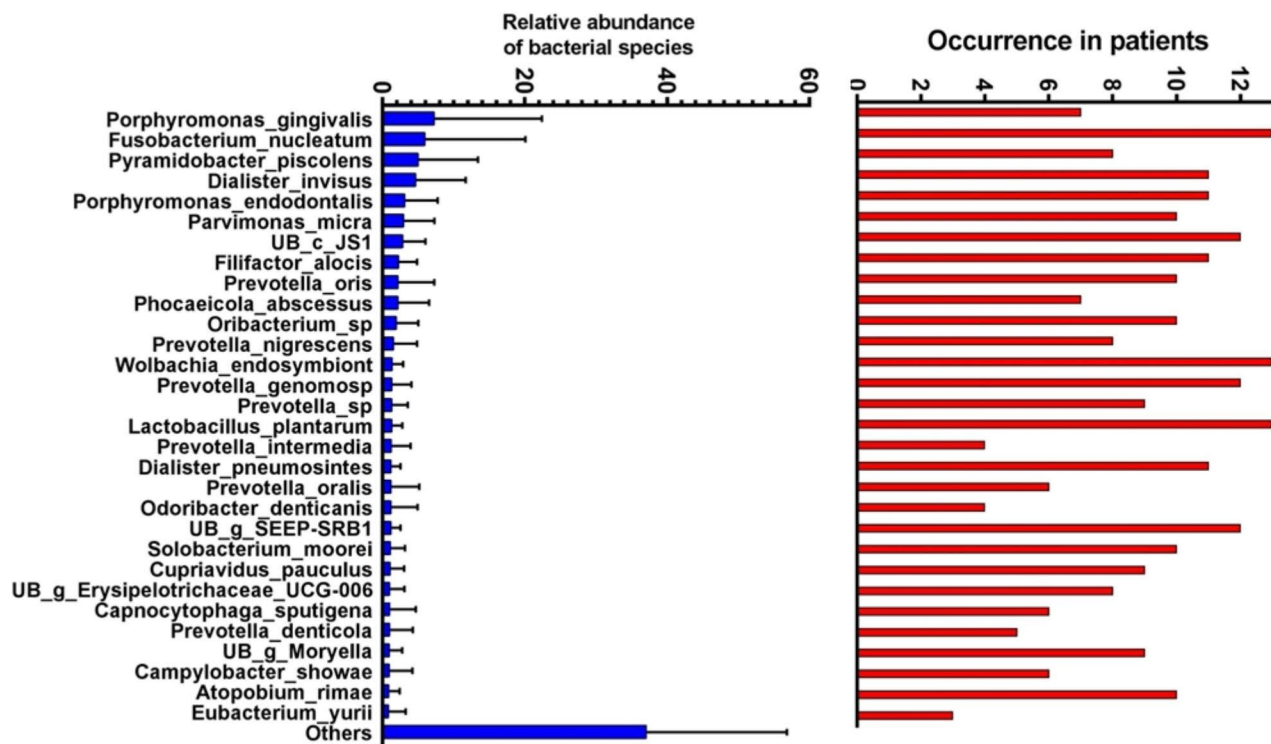 Relative abundance
of bacterial species
0 20 40 60
Occurrence in patients
0 2 4 6 8 10 12
Porphyromonas_gingivalis
Fusobacterium_nucleatum
Pyramidobacter_piscolens
Dialister_invisus
Porphyromonas_endodontalis
Parvimonas_micra
UB_c_JS1
Filifactor_alocis
Prevotella_oris
Phocaeicola_abscessus
Oribacterium_sp
Prevotella_nigrescens
Wolbachia_endosymbiont
Prevotella_genomosp
Prevotella_sp
Lactobacillus_plantarum
Prevotella_intermedia
Dialister_pneumosintes
Prevotella_oralis
Odoribacter_denticanis
UB_g_SEEP-SRB1
Solobacterium_moorei
Cupriavidus_pauculus
UB_g_Erysipelotrichaceae_UCG-006
Capnocytophaga_sputigena
Prevotella_denticola
UB_g_Moryella
Campylobacter_showae
Atopobium_rimae
Eubacterium_yurii
Others